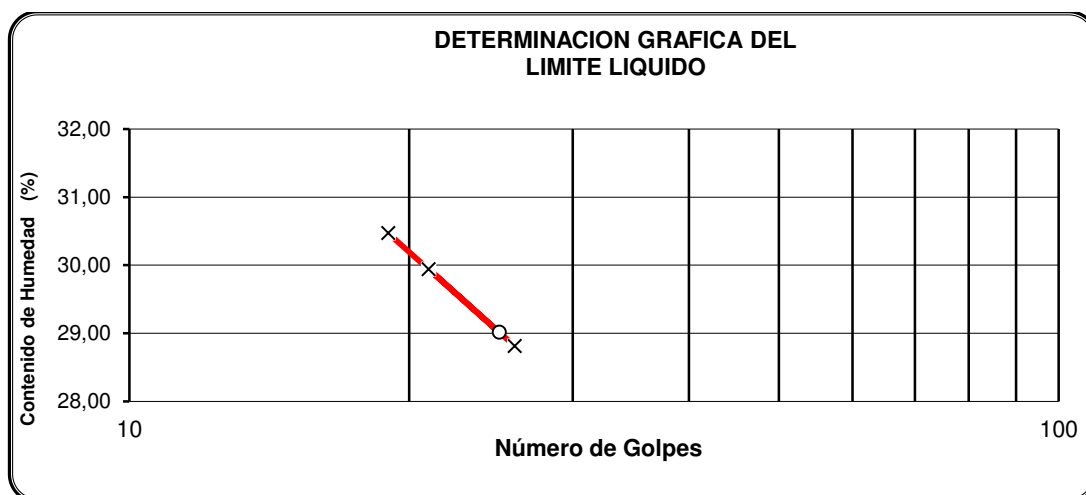 DETERMINACION GRAFICA DEL
LIMITE LIQUIDO
Contenido de Humedad (%)
32,00
31,00
30,00
29,00
28,00
10
100
Número de Golpes